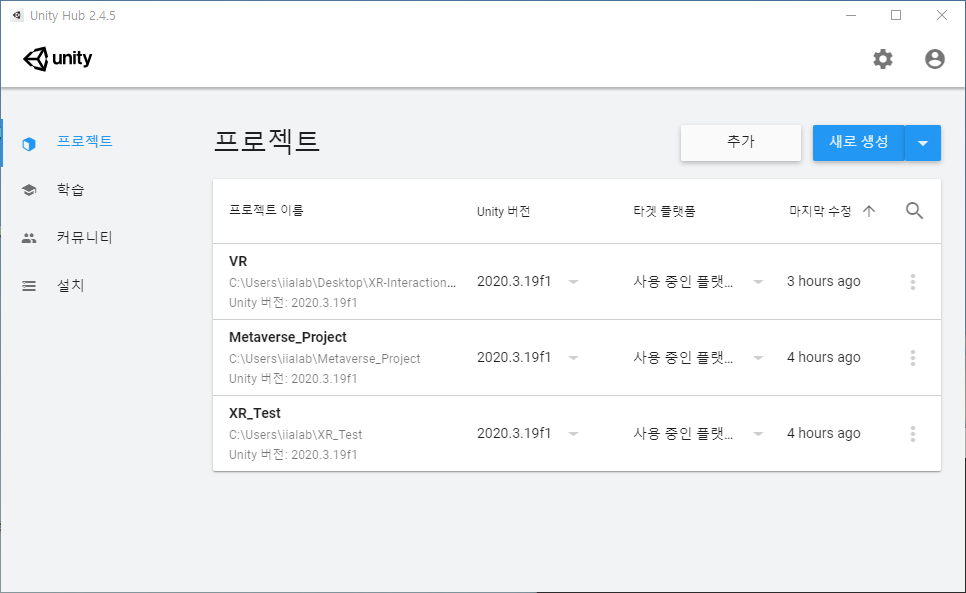 Unity Hub 2.4.5
unity
프로젝트
학습
커뮤니티
설치
프로젝트
추가
새로 생성
프로젝트 이름
Unity 버전
타겟 플랫폼
마지막 수정
VR
C:\Users\iialab\Desktop\XR-Interaction...
Unity 버전: 2020.3.19f1
2020.3.19f1
사용 중인 플랫...
3 hours ago
Metaverse_Project
C:\Users\iialab\Metaverse_Project
Unity 버전: 2020.3.19f1
2020.3.19f1
사용 중인 플랫...
4 hours ago
XR_Test
C:\Users\iialab\XR_Test
Unity 버전: 2020.3.19f1
2020.3.19f1
사용 중인 플랫...
4 hours ago